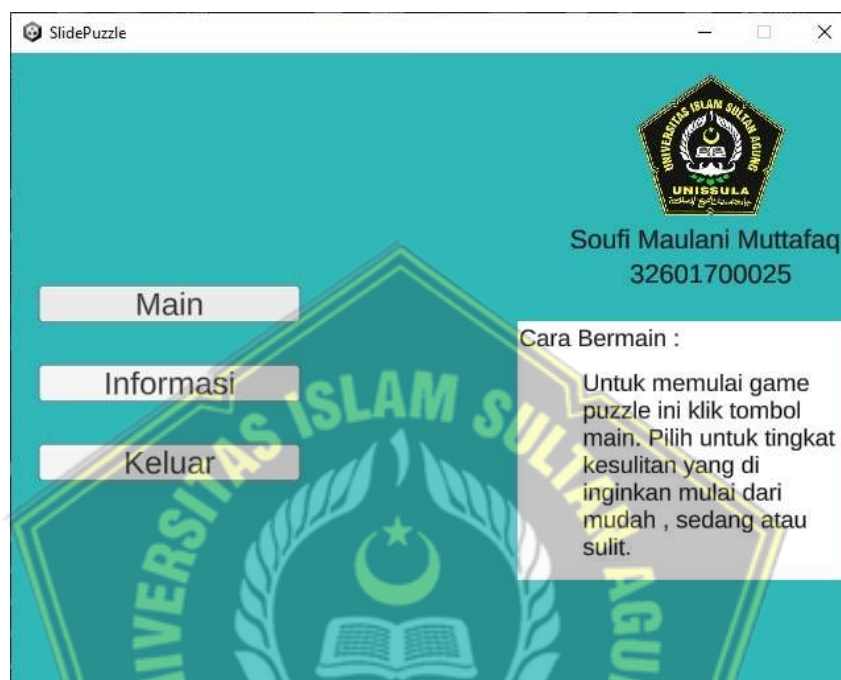 SlidePuzzle
UNIVERSITAS ISLAM SULTAN AGUNG
UNISSULA
Soufi Maulani Muttafaq
32601700025
Main
Informasi
Keluar
Cara Bermain :
Untuk memulai game
puzzle ini klik tombol
main. Pilih untuk tingkat
kesulitan yang di
inginkan mulai dari
mudah , sedang atau
sulit.
ISLAM